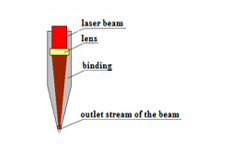 laser beam
lens
binding
outlet stream of the beam